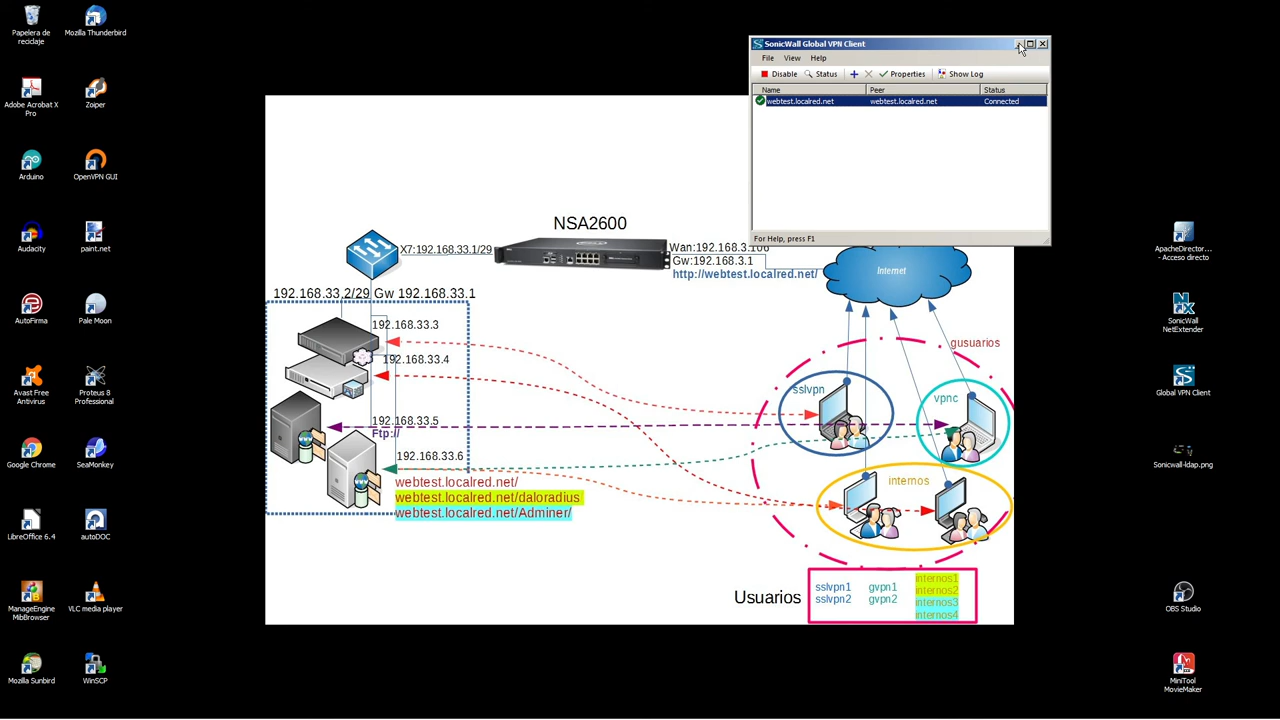 Papelera de
reciclaje
Mozilla Thunderbird
Adobe Acrobat X
Pro
Zoiper
Arduino
OpenVPN GUI
Audacity
paint.net
AutoFirma
Pale Moon
Avast Free
Antivirus
Proteus 8
Professional
Google Chrome
SeaMonkey
LibreOffice 6.4
autoDOC
ManageEngine
MibBrowser
VLC media player
Mozilla Sunbird
WinSCP
SonicWall Global VPN Client
File View Help
Disable Status Properties Show Log
Name Peer Status
webtest.localred.net webtest.localred.net Connected
For Help, press F1
NSA2600
X7:192.168.33.1/29
Wan:192.168.3.106
Gw:192.168.3.1
http://webtest.localred.net/
Internet
192.168.33.2/29 Gw 192.168.33.1
192.168.33.3
192.168.33.4
192.168.33.5
Ftp://
192.168.33.6
webtest.localred.net/
webtest.localred.net/daloradius
webtest.localred.net/Adminer/
gusuarios
sslvpn
vpnc
internos
Usuarios
sslvpn1 gvpn1 internos1
sslvpn2 gvpn2 internos2
internos3
internos4
ApacheDirector...
- Acceso directo
SonicWall
NetExtender
Global VPN Client
Sonicwall-ldap.png
OBS Studio
MiniTool
MovieMaker